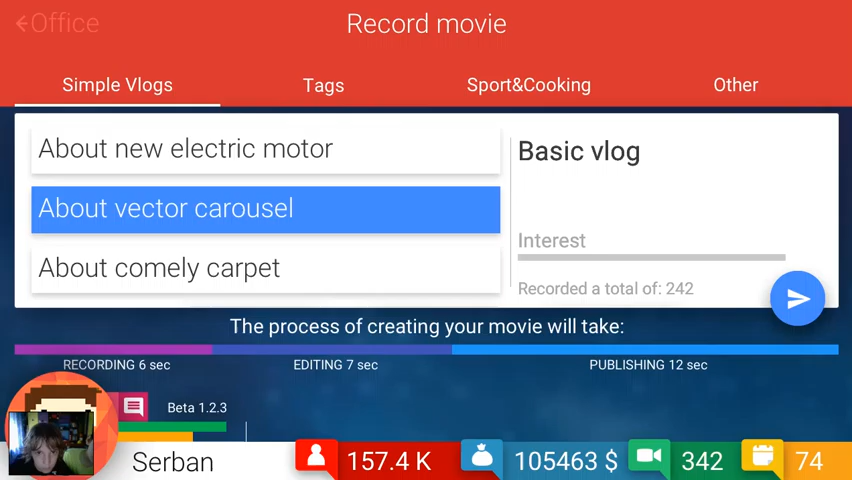 Office
Record movie
Simple Vlogs
Tags
Sport&Cooking
Other
About new electric motor
About vector carousel
About comely carpet
Basic vlog
Interest
Recorded a total of: 242
The process of creating your movie will take:
RECORDING 6 sec
EDITING 7 sec
PUBLISHING 12 sec
Beta 1.2.3
Serban
157.4 K
105463 $
342
74